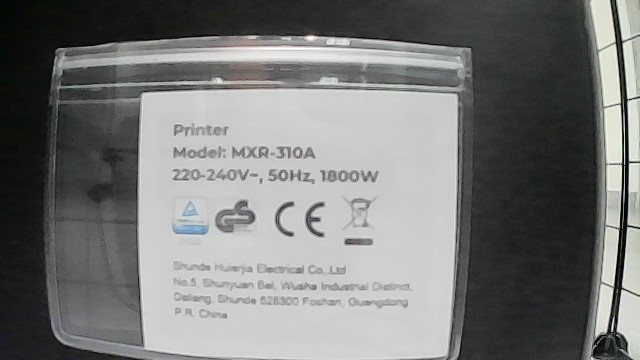 Printer
Model: MXR-310A
220-240V~, 50Hz, 1800W
CE
Shunde Huierjia Electrical Co.,Ltd
No.5, Shunyuan Bei, Wusha Industrial Distinct,
Daliang, Shunde 528300 Foshan, Guangdong
P.R. China